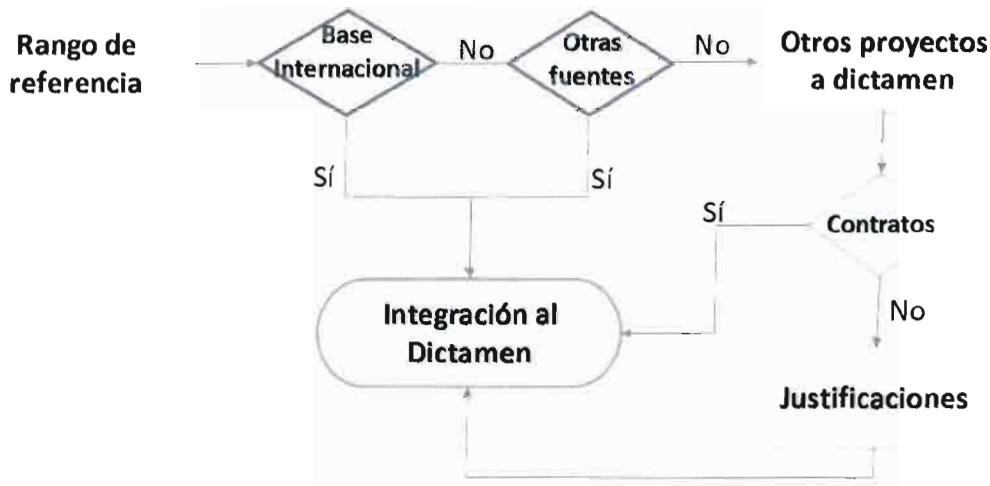 Rango de
referencia
Base
Internacional
No
Otras
fuentes
No
Otros proyectos
a dictamen
Sí
Sí
Sí
Contratos
No
Integración al
Dictamen
Justificaciones